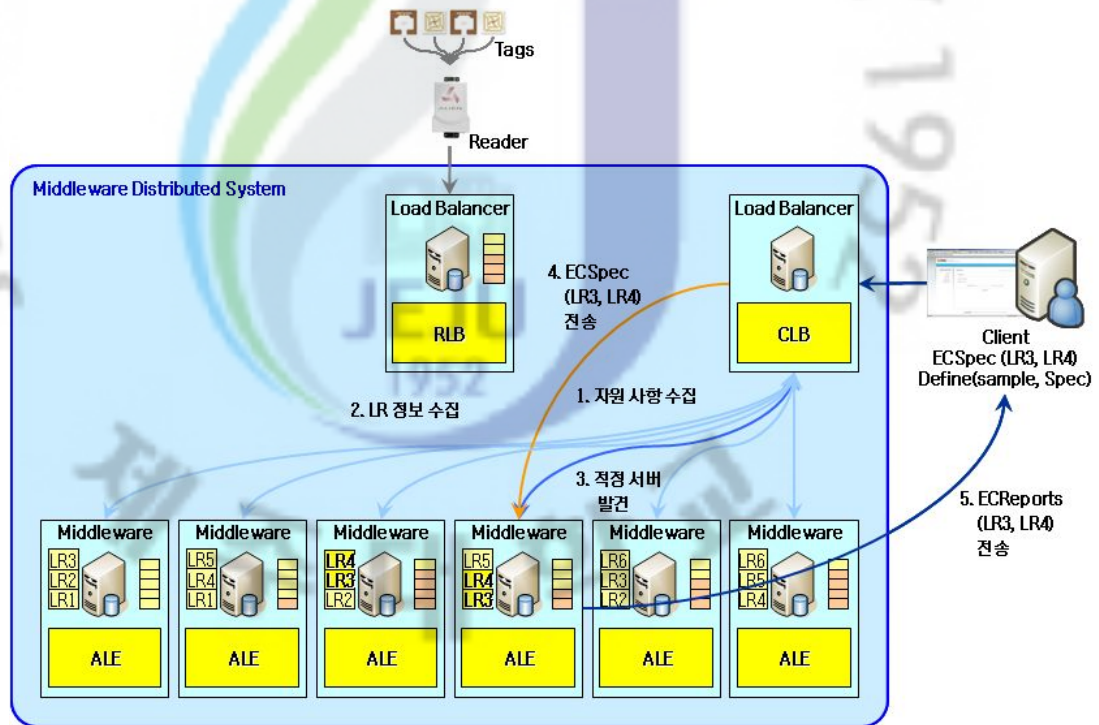 Tags
Reader
Middleware Distributed System
Load Balancer
RLB
Load Balancer
CLB
4. ECSpec
(LR3, LR4)
전송
Client
ECSpec (LR3, LR4)
Define(sample, Spec)
1. 자원 사항 수집
2. LR 정보 수집
3. 적정 서버
발견
5. ECReports
(LR3, LR4)
전송
Middleware
LR3
LR2
LR1
ALE
Middleware
LR5
LR4
LR1
ALE
Middleware
LR4
LR3
LR2
ALE
Middleware
LR5
LR4
LR3
ALE
Middleware
LR6
LR3
LR2
ALE
Middleware
LR6
LR5
LR4
ALE
JEJU
1952
1952